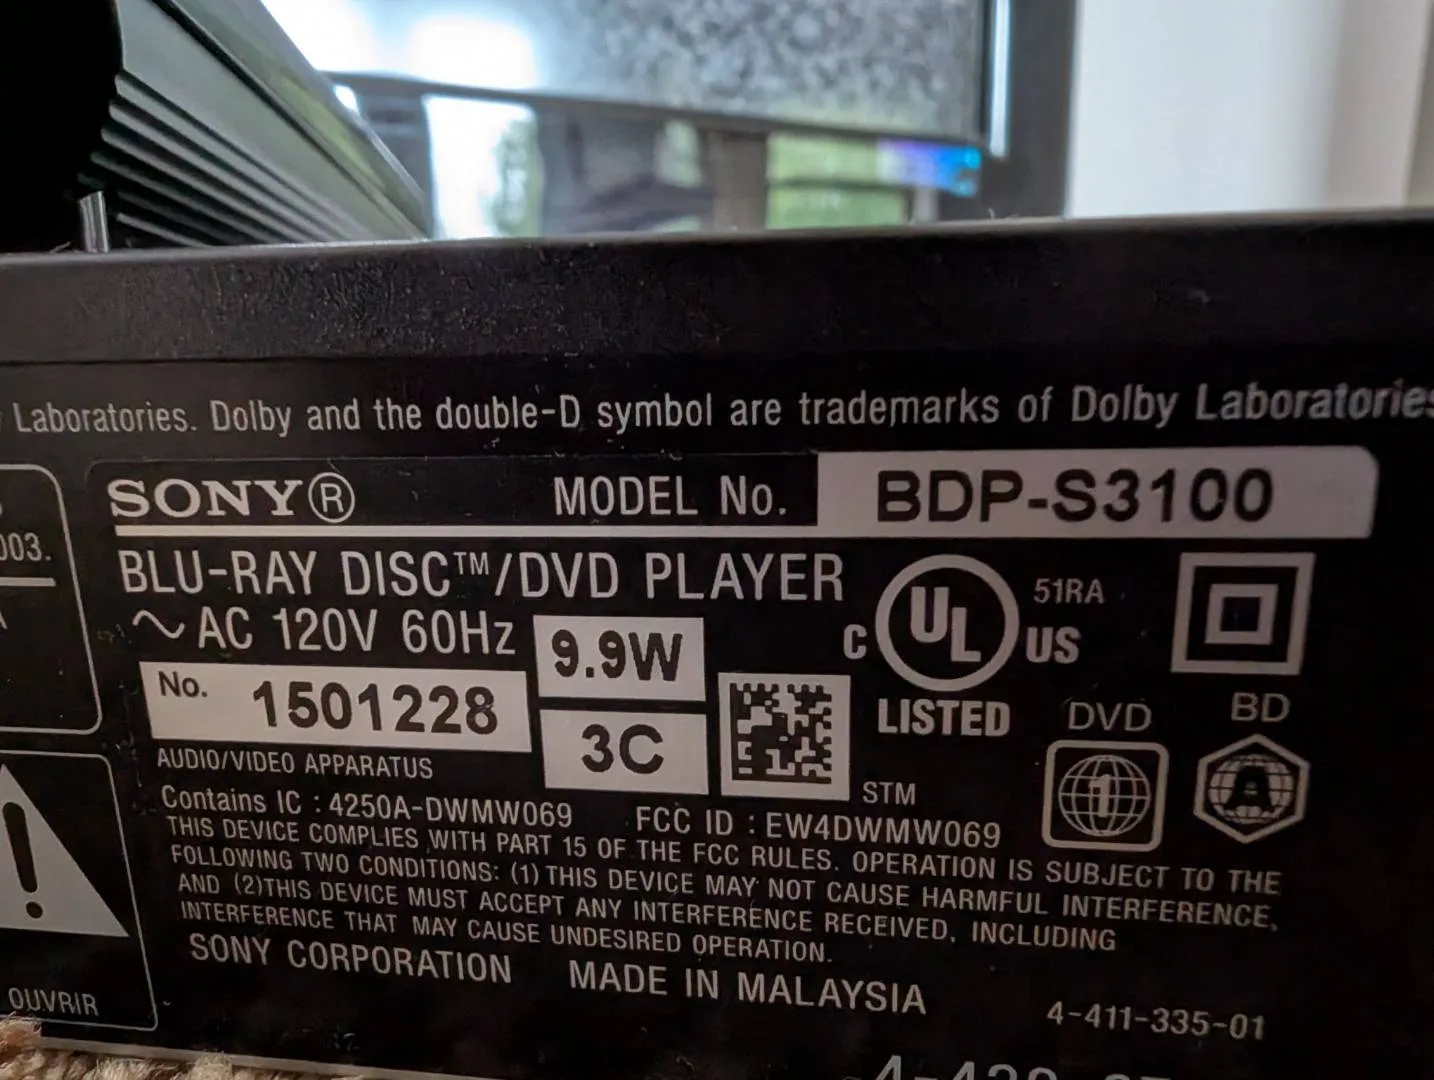 Laboratories. Dolby and the double-D symbol are trademarks of Dolby Laboratories
SONY® MODEL No. BDP-S3100
003.
BLU-RAY DISC™/DVD PLAYER
~ AC 120V 60Hz 9.9W
C UL US 51RA
LISTED
No. 1501228
3C
DVD
1
BD
A
AUDIO/VIDEO APPARATUS
STM
Contains IC : 4250A-DWMW069 FCC ID : EW4DWMW069
THIS DEVICE COMPLIES WITH PART 15 OF THE FCC RULES. OPERATION IS SUBJECT TO THE
FOLLOWING TWO CONDITIONS: (1) THIS DEVICE MAY NOT CAUSE HARMFUL INTERFERENCE,
AND (2)THIS DEVICE MUST ACCEPT ANY INTERFERENCE RECEIVED, INCLUDING
INTERFERENCE THAT MAY CAUSE UNDESIRED OPERATION.
SONY CORPORATION MADE IN MALAYSIA
OUVRIR
4-411-335-01